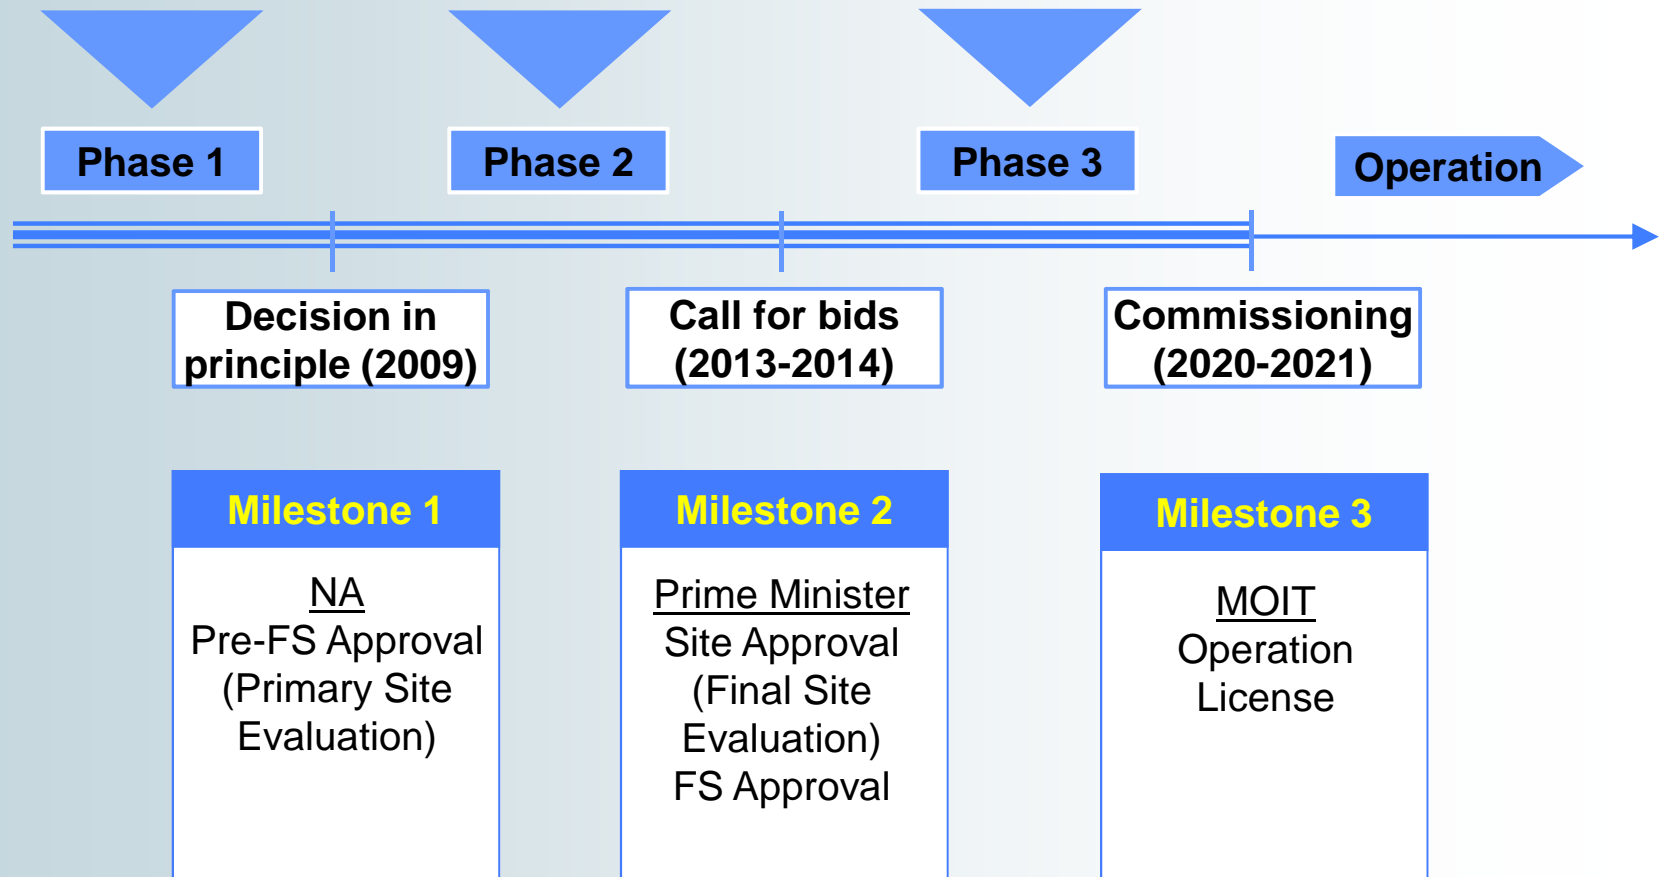 Phase 1
Phase 2
Phase 3
Operation
Decision in
principle (2009)
Call for bids
(2013-2014)
Commissioning
(2020-2021)
Milestone 1
NA
Pre-FS Approval
(Primary Site
Evaluation)
Milestone 2
Prime Minister
Site Approval
(Final Site
Evaluation)
FS Approval
Milestone 3
MOIT
Operation
License